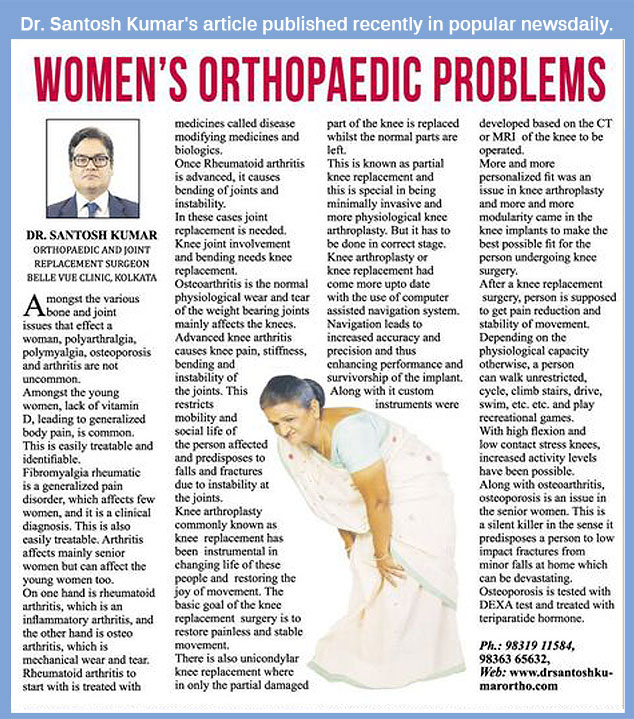 Dr. Santosh Kumar's article published recently in popular newsdaily.
WOMEN'S ORTHOPAEDIC PROBLEMS
DR. SANTOSH KUMAR
ORTHOPAEDIC AND JOINT
REPLACEMENT SURGEON
BELLE VUE CLINIC, KOLKATA
Amongst the various
bone and joint
issues that effect a
woman, polyarthralgia,
polymyalgia, osteoporosis
and arthritis are not
uncommon.
Amongst the young
women, lack of vitamin
D, leading to generalized
body pain, is common.
This is easily treatable and
identifiable.
Fibromyalgia rheumatic
is a generalized pain
disorder, which affects few
women, and it is a clinical
diagnosis. This is also
easily treatable. Arthritis
affects mainly senior
women but can affect the
young women too.
On one hand is rheumatoid
arthritis, which is an
inflammatory arthritis, and
the other hand is osteo
arthritis, which is
mechanical wear and tear.
Rheumatoid arthritis to
start with is treated with
medicines called disease
modifying medicines and
biologics.
Once Rheumatoid arthritis
is advanced, it causes
bending of joints and
instability.
In these cases joint
replacement is needed.
Knee joint involvement
and bending needs knee
replacement.
Osteoarthritis is the normal
physiological wear and tear
of the weight bearing joints
mainly affects the knees.
Advanced knee arthritis
causes knee pain, stiffness,
bending and
instability of
the joints. This
restricts
mobility and
social life of
the person affected
and predisposes to
falls and fractures
due to instability at
the joints.
Knee arthroplasty
commonly known as
knee replacement has
been instrumental in
changing life of these
people and restoring the
joy of movement. The
basic goal of the knee
replacement surgery is to
restore painless and stable
movement.
There is also unicondylar
knee replacement where
in only the partial damaged
part of the knee is replaced
whilst the normal parts are
left.
This is known as partial
knee replacement and
this is special in being
minimally invasive and
more physiological knee
arthroplasty. But it has to
be done in correct stage.
Knee arthroplasty or
knee replacement had
come more upto date
with the use of computer
assisted navigation system.
Navigation leads to
increased accuracy and
precision and thus
enhancing performance and
survivorship of the implant.
Along with it custom
instruments were
developed based on the CT
or MRI of the knee to be
operated.
More and more
personalized fit was an
issue in knee arthroplasty
and more and more
modularity came in the
knee implants to make the
best possible fit for the
person undergoing knee
surgery.
After a knee replacement
surgery, person is supposed
to get pain reduction and
stability of movement.
Depending on the
physiological capacity
otherwise, a person
can walk unrestricted,
cycle, climb stairs, drive,
swim, etc. etc. and play
recreational games.
With high flexion and
low contact stress knees,
increased activity levels
have been possible.
Along with osteoarthritis,
osteoporosis is an issue in
the senior women. This is
a silent killer in the sense it
predisposes a person to low
impact fractures from
minor falls at home which
can be devastating.
Osteoporosis is tested with
DEXA test and treated with
teriparatide hormone.
Ph.: 98319 11584,
98363 65632,
Web: www.drsantoshku-
marortho.com